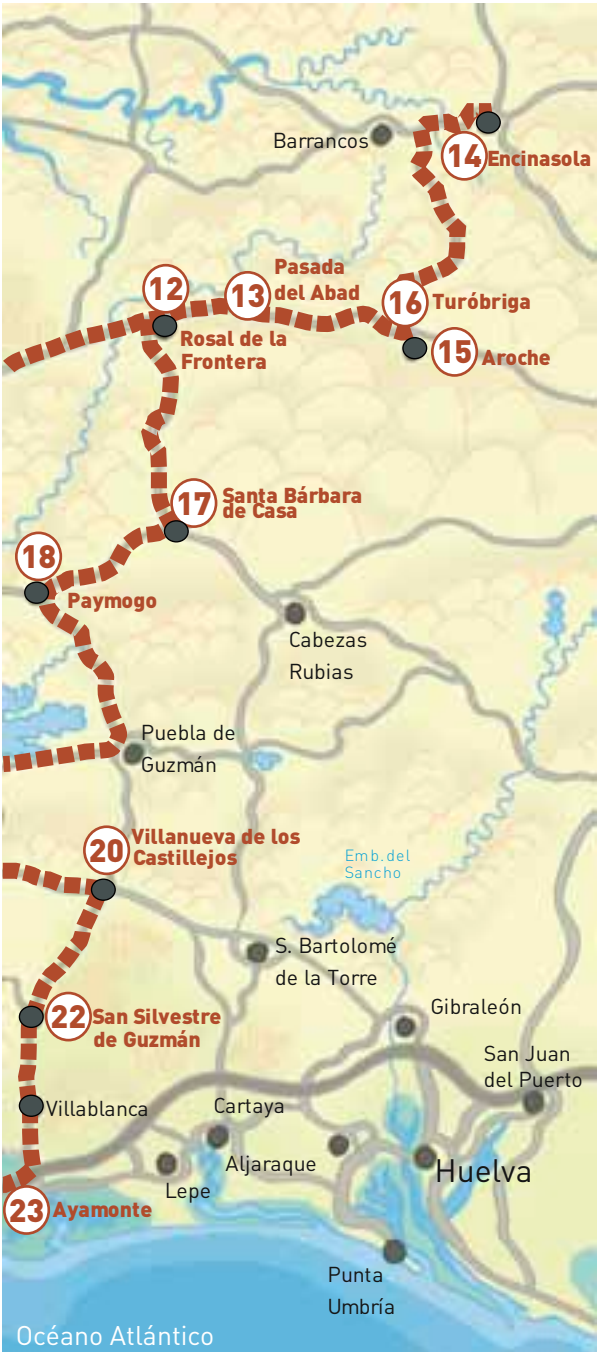 Barrancos
14
Encinasola
12
13
Pasada
del Abad
16
Turóbriga
Rosal de la
Frontera
15
Aroche
17
Santa Bárbara
de Casa
18
Paymogo
Cabezas
Rubias
Puebla de
Guzmán
20
Villanueva de los
Castillejos
Emb.del
Sancho
S. Bartolomé
de la Torre
22
San Silvestre
de Guzmán
Gibraleón
San Juan
del Puerto
Villablanca
Cartaya
Aljaraque
Lepe
Huelva
23
Ayamonte
Punta
Umbría
Océano Atlántico